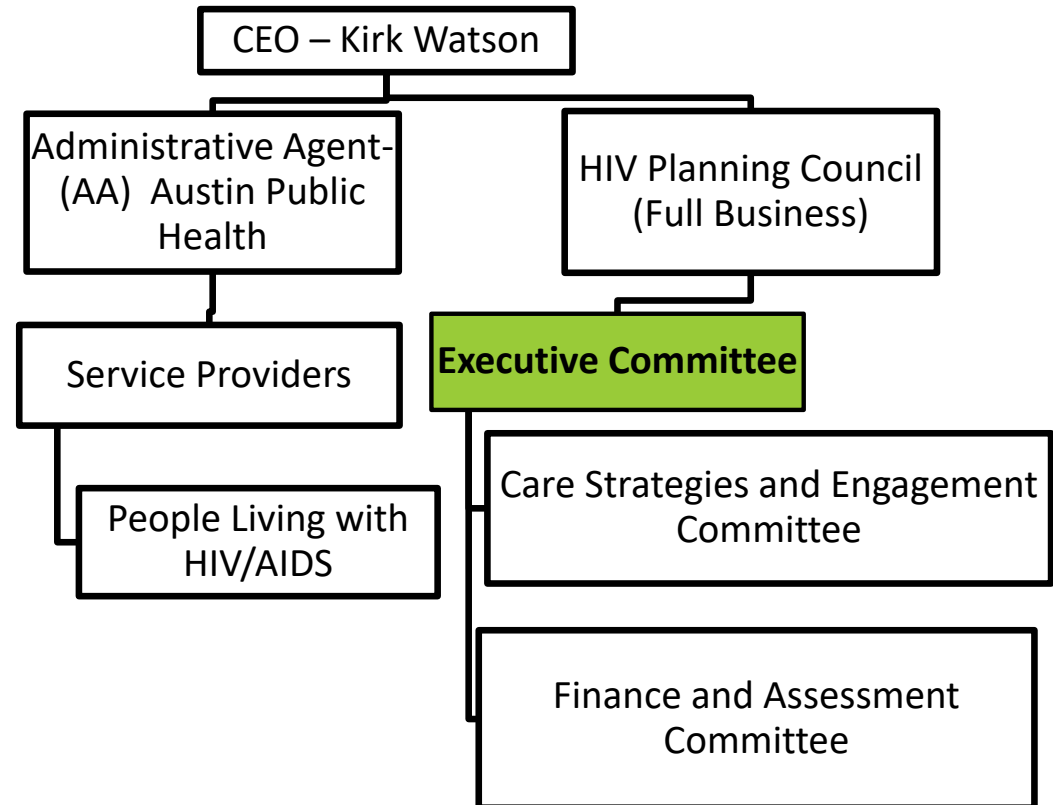 CEO – Kirk Watson
Administrative Agent-
(AA)  Austin Public
Health
HIV Planning Council
(Full Business)
Service Providers
Executive Committee
People Living with
HIV/AIDS
Care Strategies and Engagement
Committee
Finance and Assessment
Committee